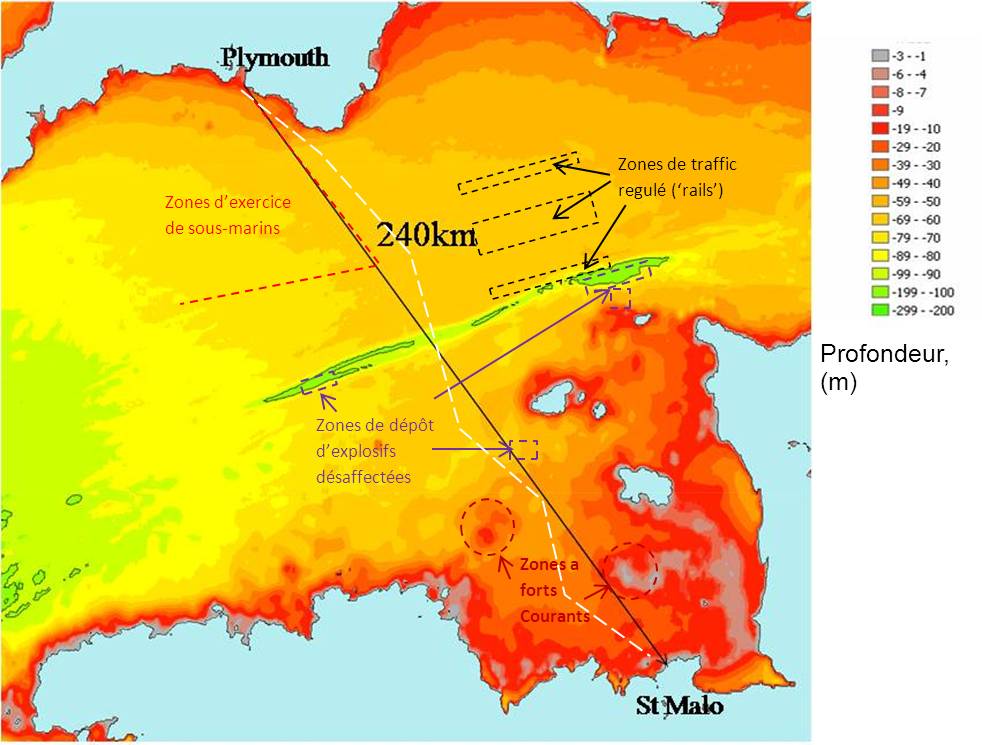 Plymouth
Zones de traffic
regulé (‘rails’)
Zones d’exercice
de sous-marins
240km
Zones de dépôt
d’explosifs
désaffectées
Zones a
forts
Courants
St Malo
-3 - -1
-6 - -4
-8 - -7
-9
-19 - -10
-29 - -20
-39 - -30
-49 - -40
-59 - -50
-69 - -60
-79 - -70
-89 - -80
-99 - -90
-199 - -100
-299 - -200
Profondeur,
(m)